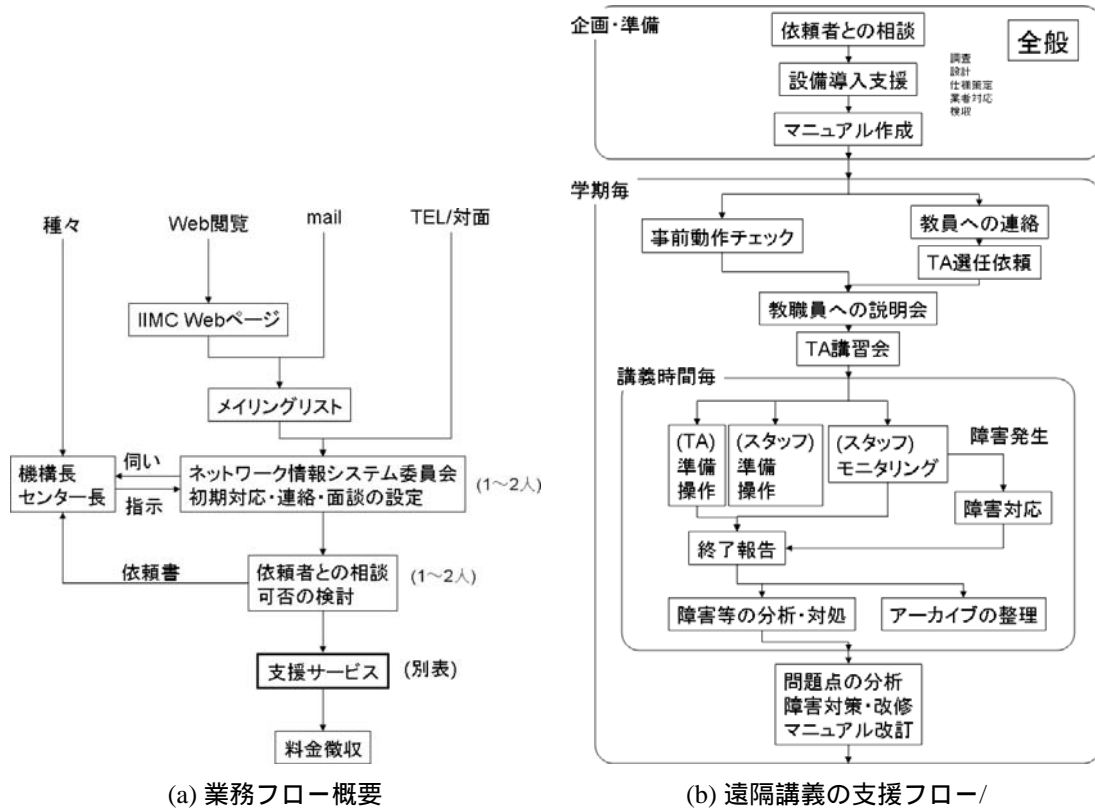 種々
Web閲覧
mail
TEL/対面
IIMC Webページ
メイリングリスト
機構長
センター長
伺い
指示
ネットワーク情報システム委員会
初期対応・連絡・面談の設定
(1～2人)
依頼書
依頼者との相談
可否の検討
(1～2人)
支援サービス
(別表)
料金徴収
(a) 業務フロー概要
企画・準備
依頼者との相談
全般
設備導入支援
調査
設計
仕様策定
業者対応
検収
マニュアル作成
学期毎
事前動作チェック
教員への連絡
TA選任依頼
教職員への説明会
TA講習会
講義時間毎
(TA)
準備
操作
(スタッフ)
準備
操作
(スタッフ)
モニタリング
障害発生
障害対応
終了報告
障害等の分析・対処
アーカイブの整理
問題点の分析
障害対策・改修
マニュアル改訂
(b) 遠隔講義の支援フロー/